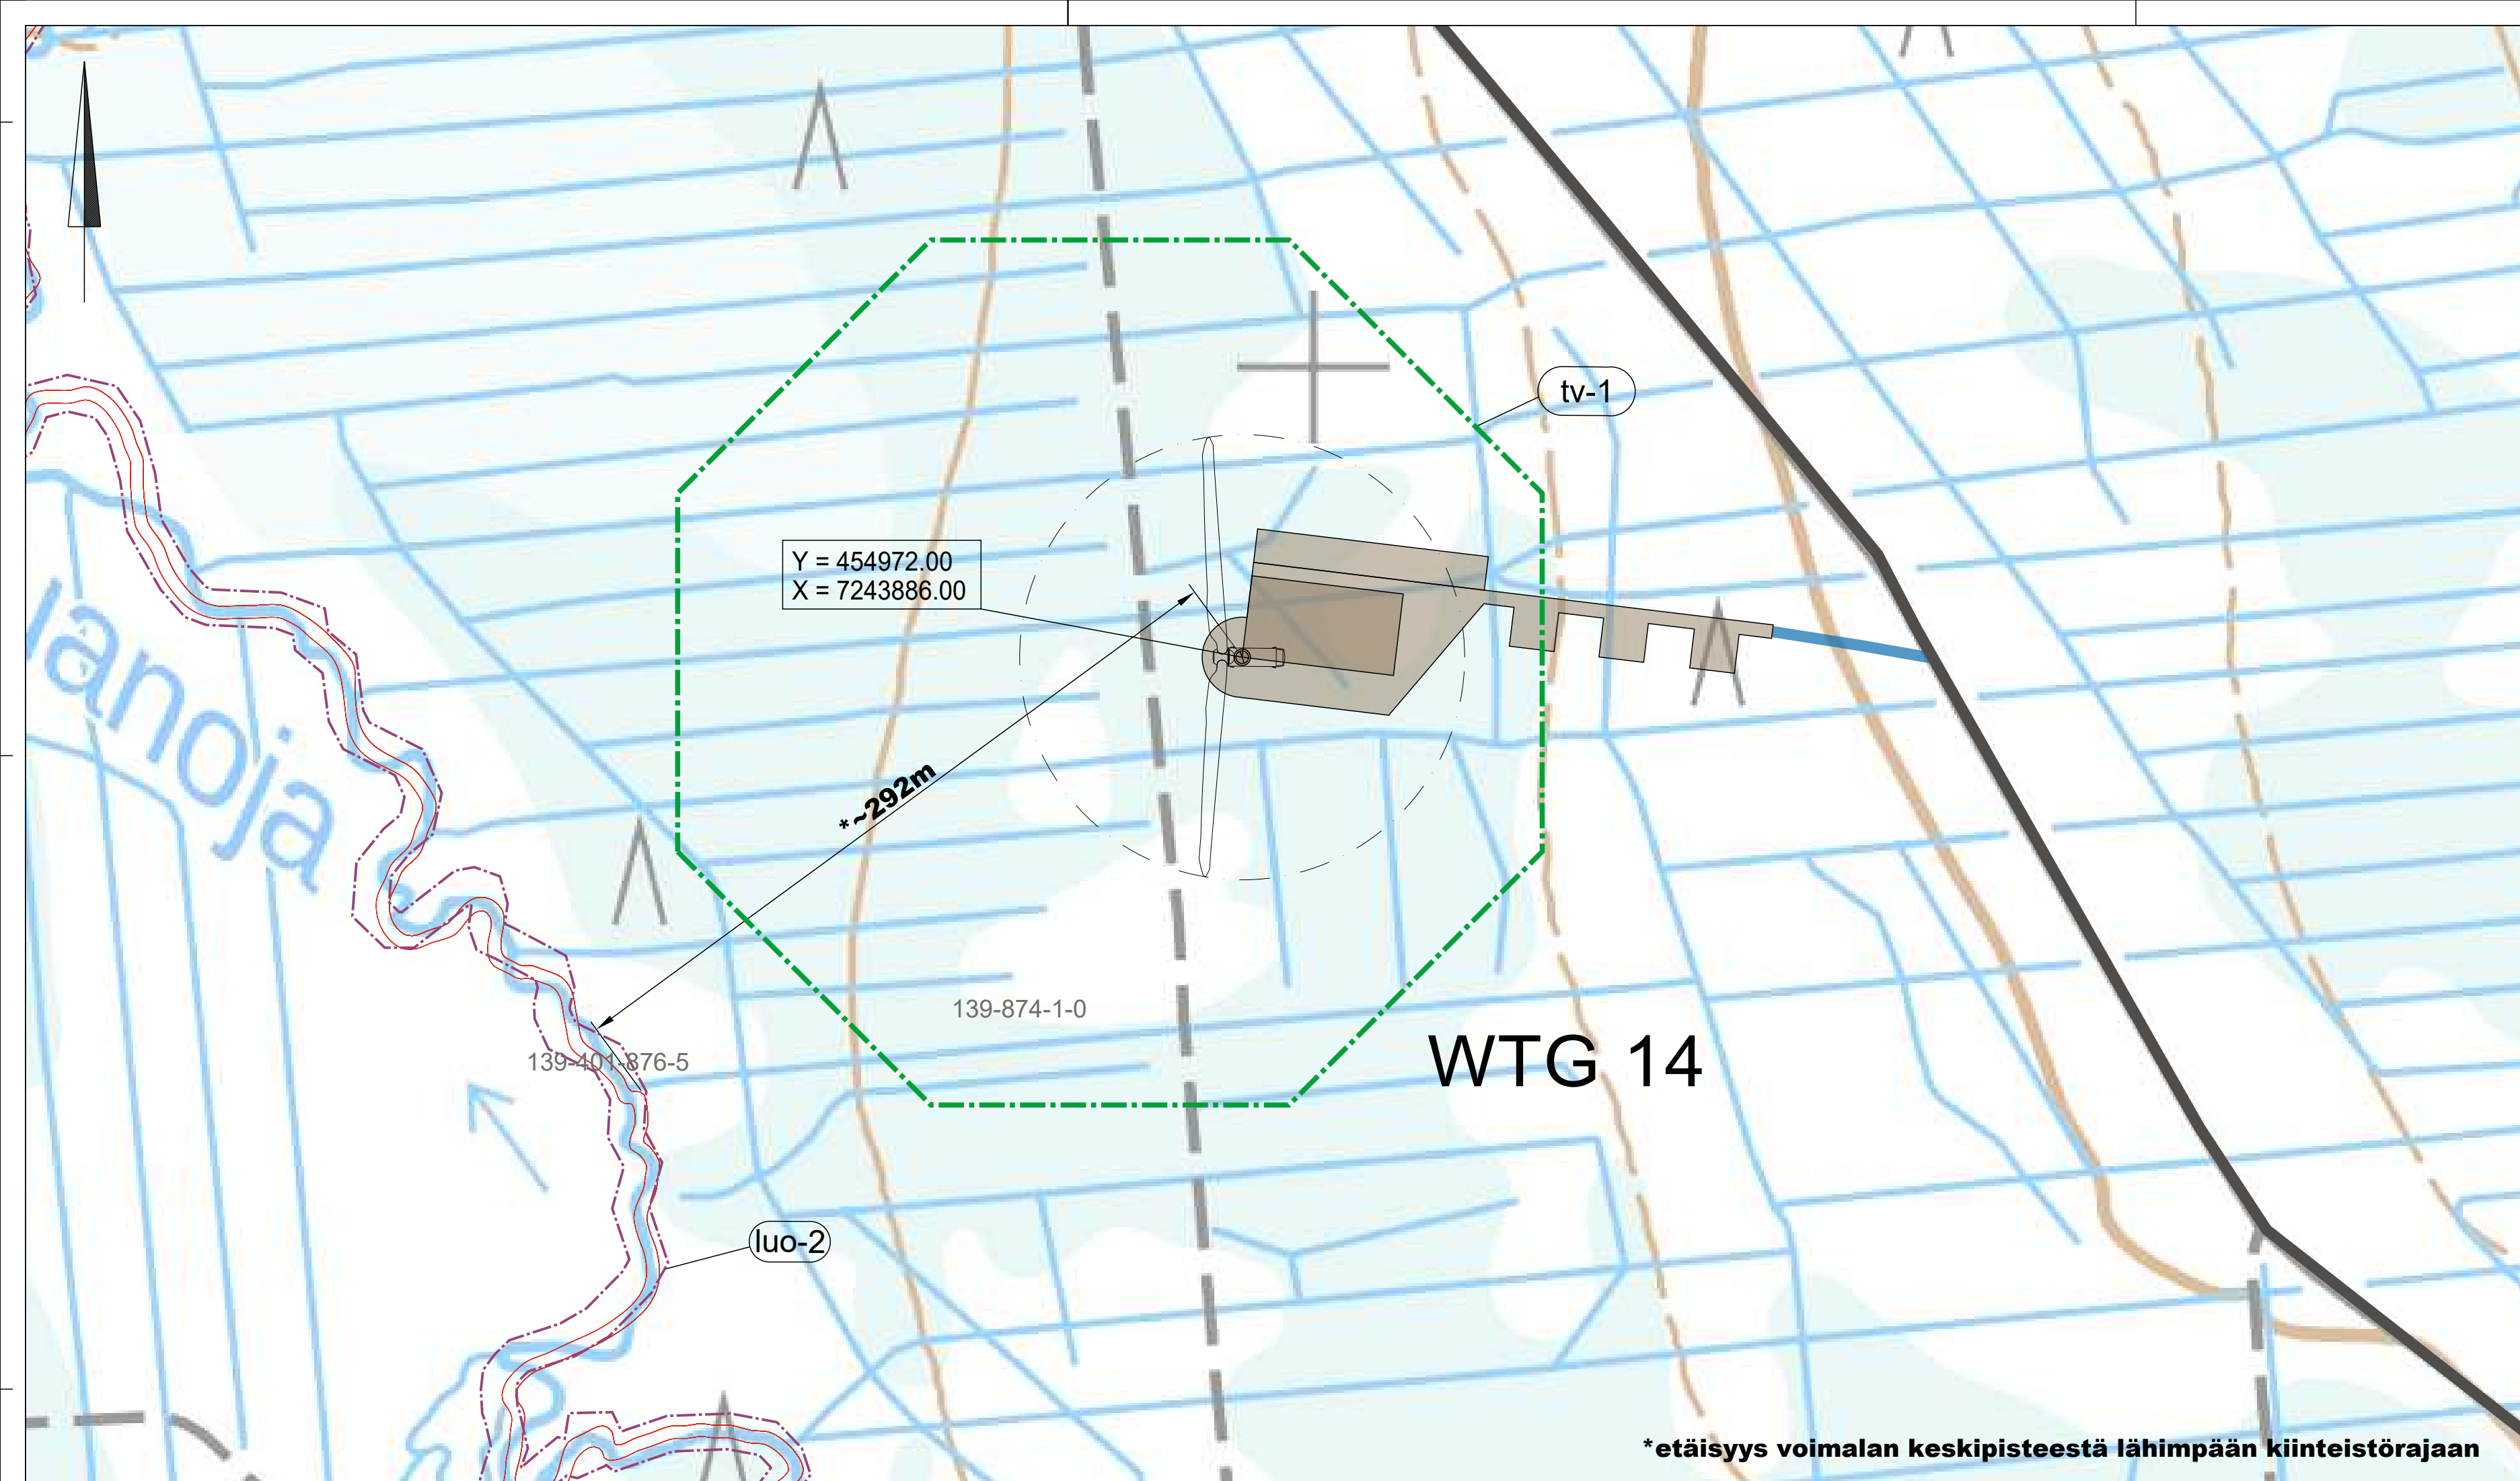 tv-1
Y = 454972.00
X = 7243886.00
*~292m
139-874-1-0
139-401-876-5
WTG 14
luo-2
*etäisyys voimalan keskipisteestä lähimpään kiinteistörajaan